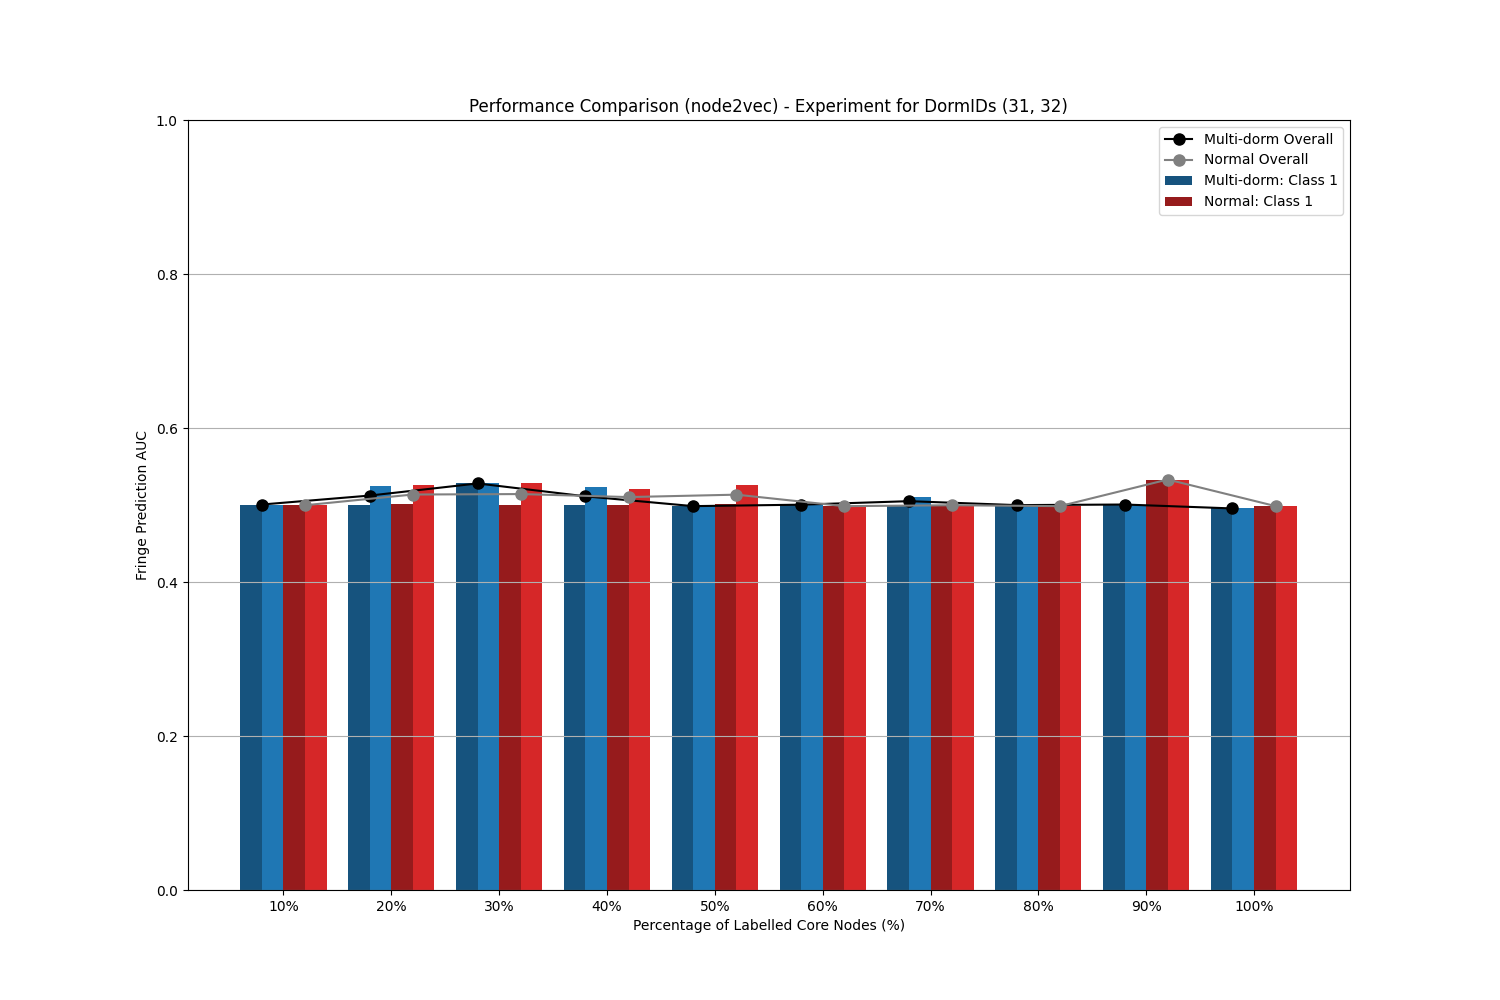 Performance Comparison (node2vec) - Experiment for DormIDs (31, 32)
1.0
0.8
0.6
0.4
0.2
0.0
Fringe Prediction AUC
Multi-dorm Overall
Normal Overall
Multi-dorm: Class 1
Normal: Class 1
10% 20% 30% 40% 50% 60% 70% 80% 90% 100%
Percentage of Labelled Core Nodes (%)